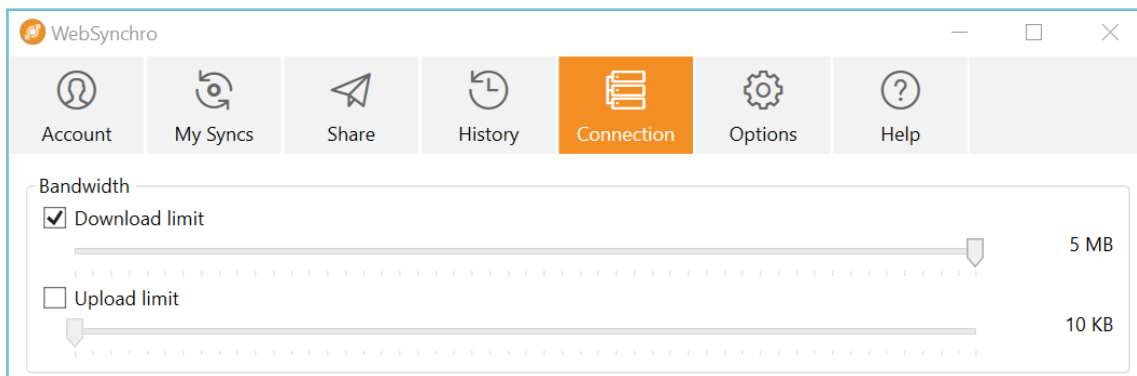 WebSynchro
Account My Syncs Share History Connection Options Help
Bandwidth
Download limit
5 MB
Upload limit
10 KB